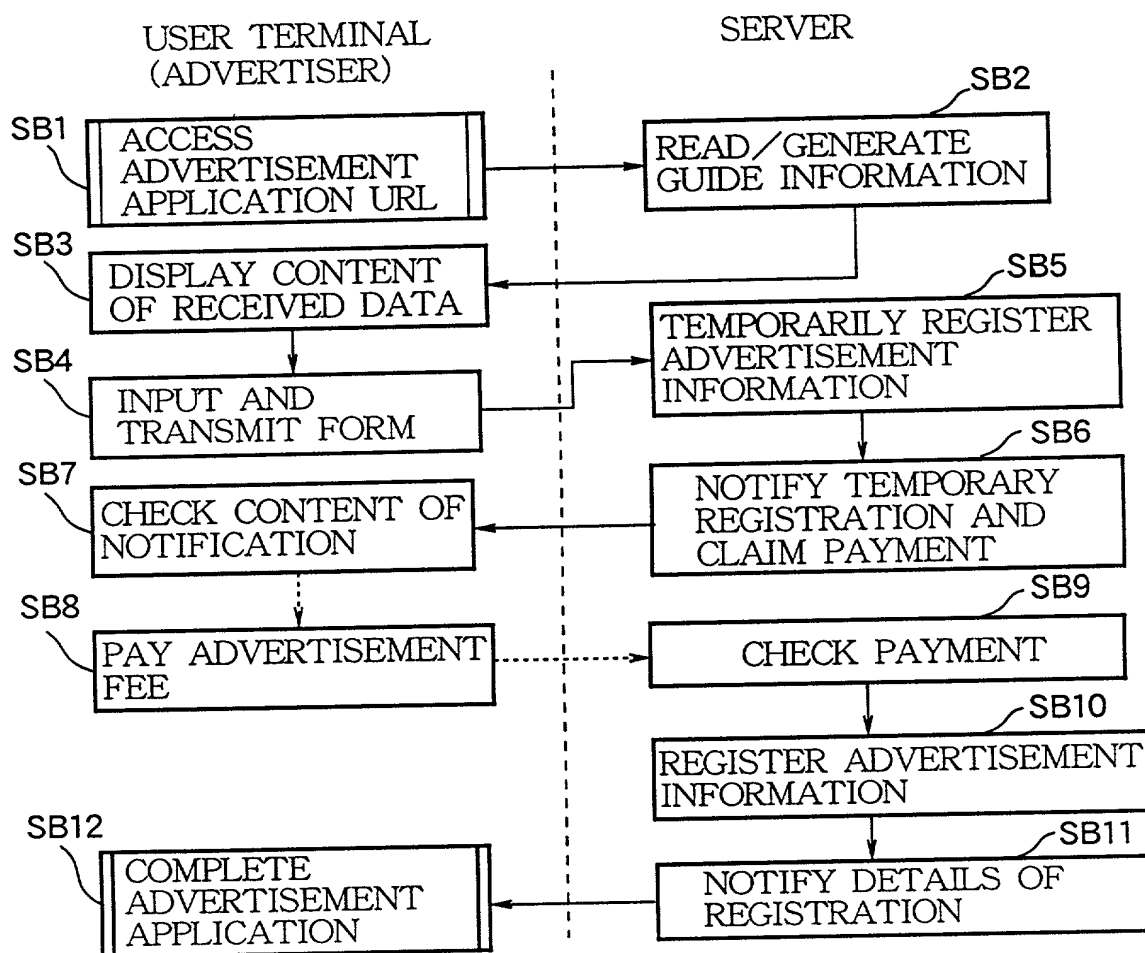 USER TERMINAL
(ADVERTISER)
SERVER
SB1
ACCESS
ADVERTISEMENT
APPLICATION URL
SB2
READ/GENERATE
GUIDE INFORMATION
SB3
DISPLAY CONTENT
OF RECEIVED DATA
SB4
INPUT AND
TRANSMIT FORM
SB5
TEMPORARILY REGISTER
ADVERTISEMENT
INFORMATION
SB6
NOTIFY TEMPORARY
REGISTRATION AND
CLAIM PAYMENT
SB7
CHECK CONTENT OF
NOTIFICATION
SB8
PAY ADVERTISEMENT
FEE
SB9
CHECK PAYMENT
SB10
REGISTER ADVERTISEMENT
INFORMATION
SB11
NOTIFY DETAILS OF
REGISTRATION
SB12
COMPLETE
ADVERTISEMENT
APPLICATION